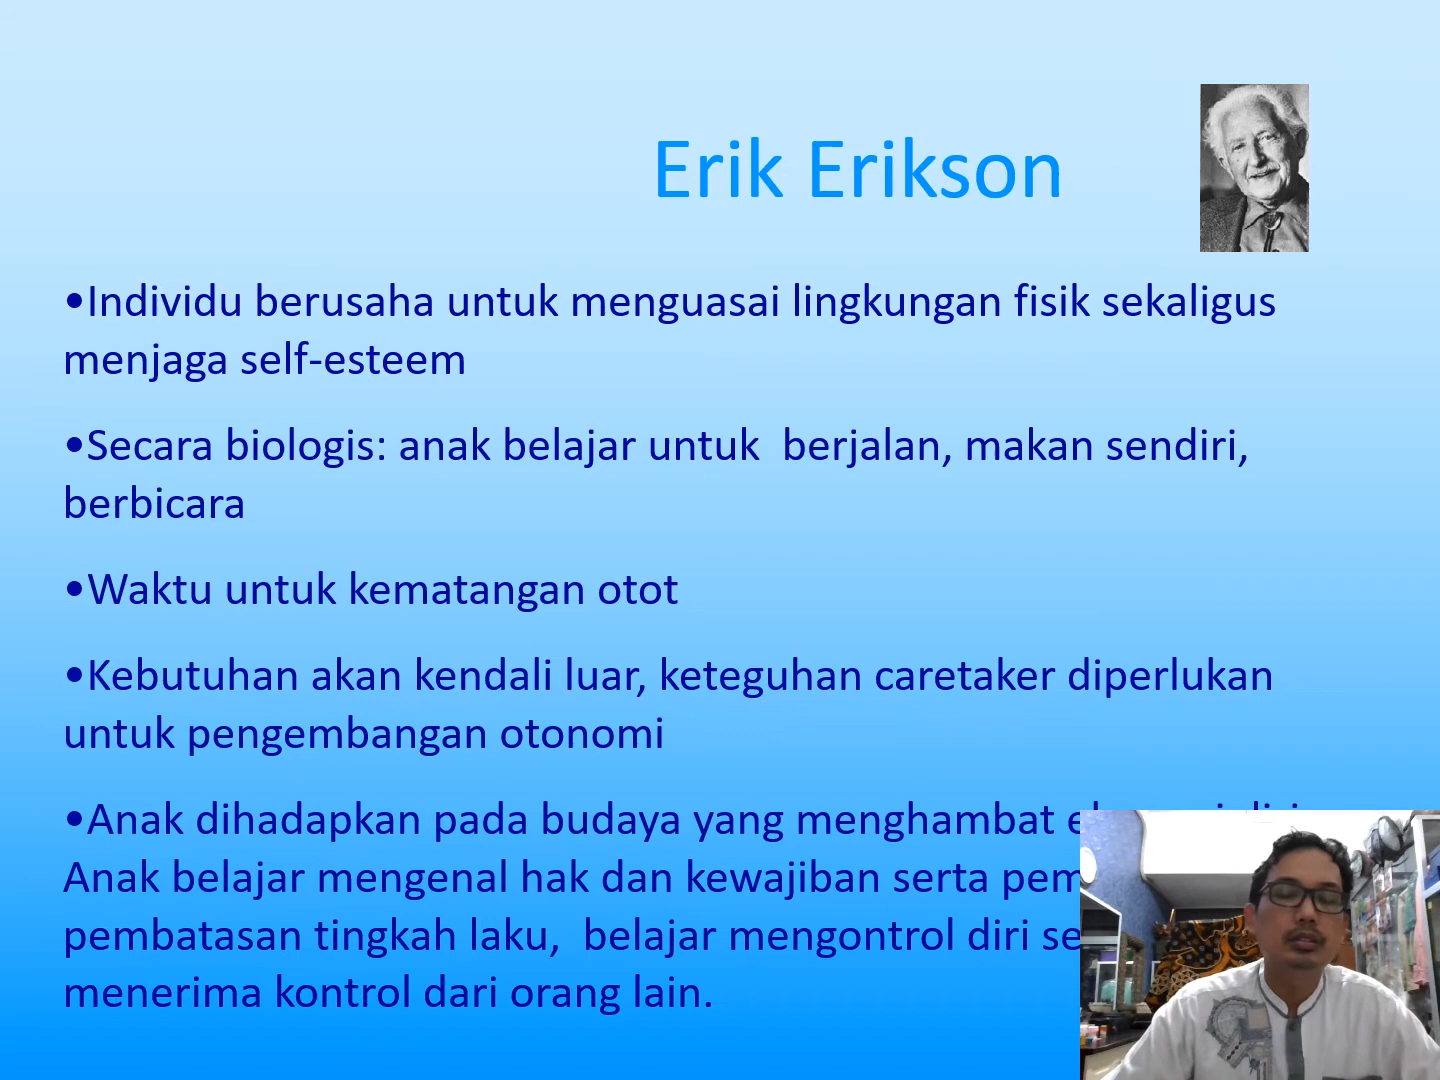 Erik Erikson
•Individu berusaha untuk menguasai lingkungan fisik sekaligus
menjaga self-esteem
•Secara biologis: anak belajar untuk  berjalan, makan sendiri,
berbicara
•Waktu untuk kematangan otot
•Kebutuhan akan kendali luar, keteguhan caretaker diperlukan
untuk pengembangan otonomi
•Anak dihadapkan pada budaya yang menghambat
Anak belajar mengenal hak dan kewajiban serta
pembatasan tingkah laku,  belajar mengontrol diri
menerima kontrol dari orang lain.